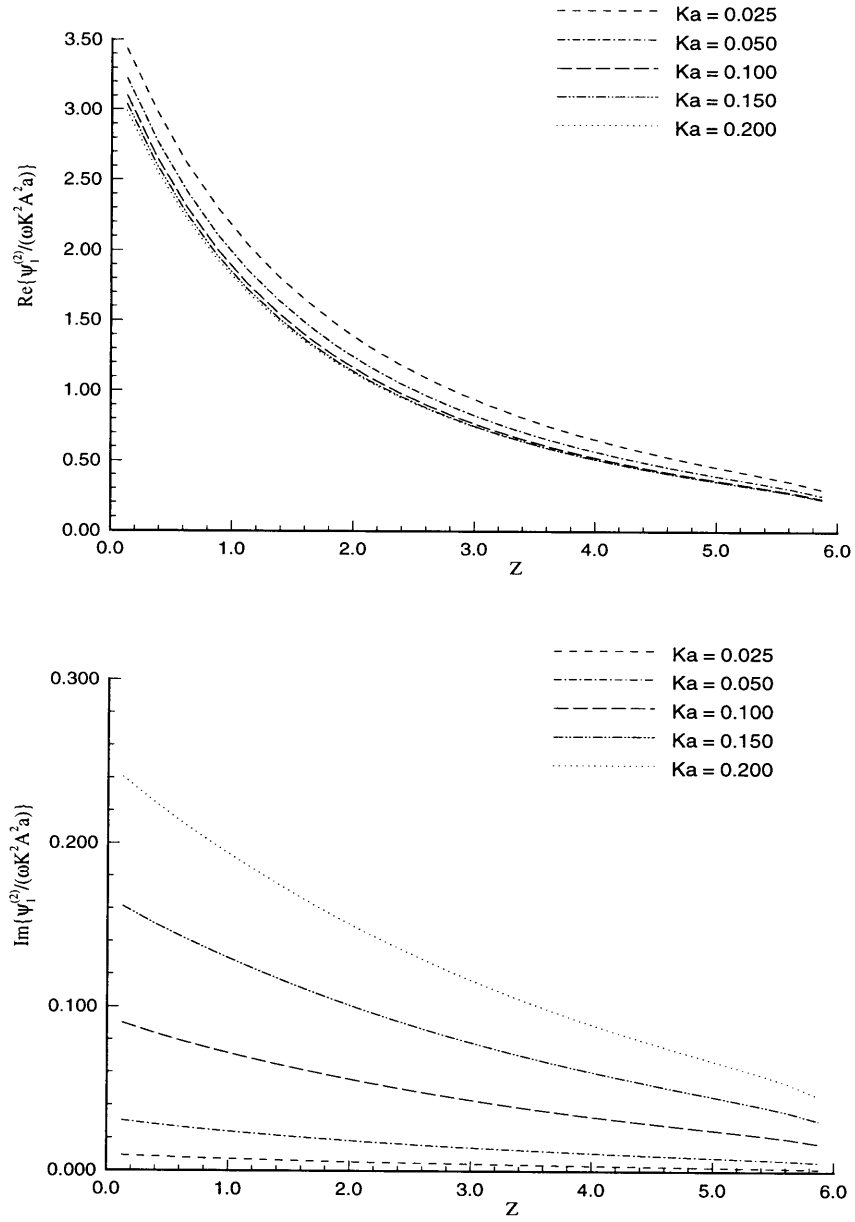 Ka = 0.025
Ka = 0.050
Ka = 0.100
Ka = 0.150
Ka = 0.200
Re{ψ₁⁽²⁾/(ωK²A²a)}
3.50
3.00
2.50
2.00
1.50
1.00
0.50
0.00
0.0 1.0 2.0 3.0 4.0 5.0 6.0
Z
Ka = 0.025
Ka = 0.050
Ka = 0.100
Ka = 0.150
Ka = 0.200
Im{ψ₁⁽²⁾/(ωK²A²a)}
0.300
0.200
0.100
0.000
0.0 1.0 2.0 3.0 4.0 5.0 6.0
Z